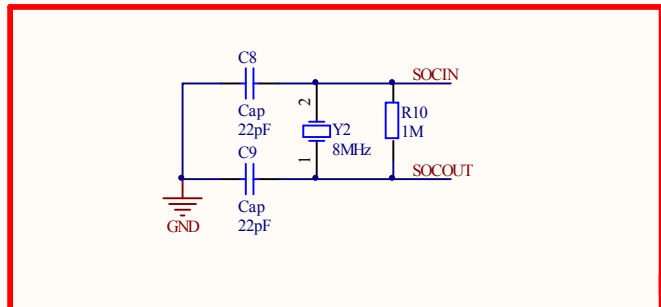 C8
SOCIN
Cap
22pF
2
Y2
8MHz
1
R10
1M
C9
SOCOUT
Cap
22pF
GND